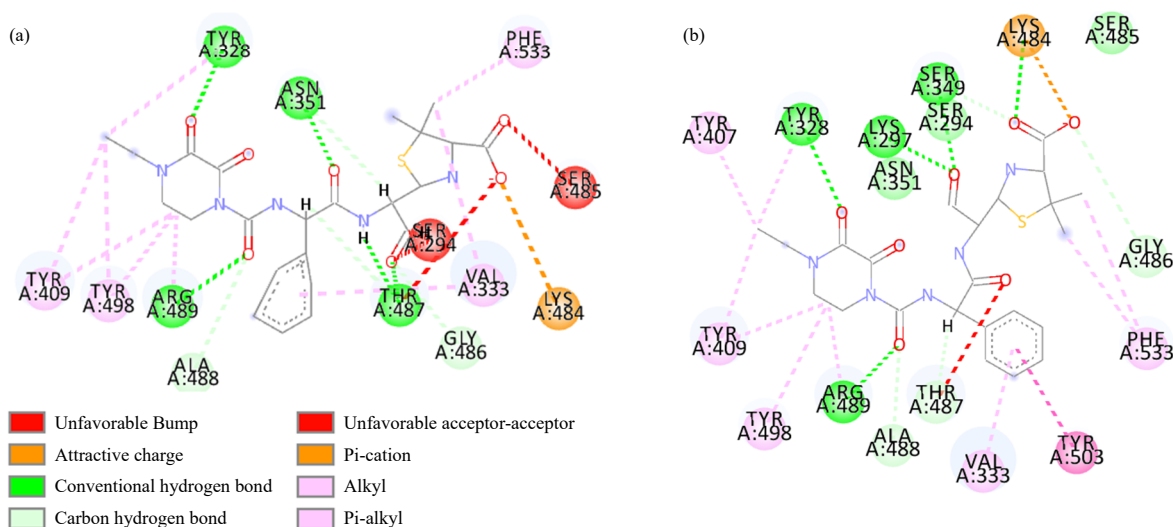 (a)
TYR
A:328
PHE
A:533
ASN
A:351
O
O
O
S
N
O
SER
A:485
N
N
O
N
H
N
H
O
H
SER
A:294
O
TYR
A:409
TYR
A:498
ARG
A:489
THR
A:487
VAL
A:333
LYS
A:484
GLY
A:486
ALA
A:488
Unfavorable Bump
Unfavorable acceptor-acceptor
Attractive charge
Pi-cation
Conventional hydrogen bond
Alkyl
Carbon hydrogen bond
Pi-alkyl
(b)
LYS
A:484
SER
A:485
SER
A:349
SER
A:294
TYR
A:407
TYR
A:328
LYS
A:297
ASN
A:351
O
O
O
N
S
O
O
N
N
N
O
N
H
O
GLY
A:486
PHE
A:533
TYR
A:409
ARG
A:489
THR
A:487
TYR
A:498
ALA
A:488
VAL
A:333
TYR
A:503